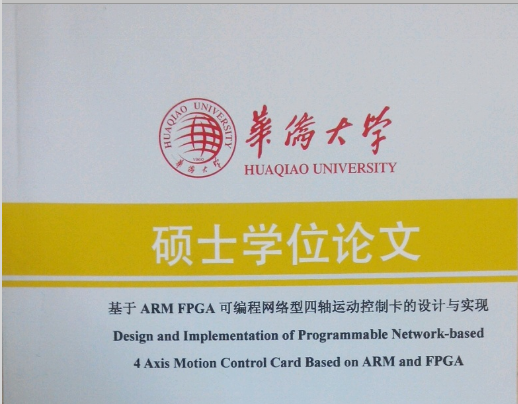 HUAQIAO UNIVERSITY
1960
華僑大學
華僑大學
HUAQIAO UNIVERSITY
硕士学位论文
基于 ARM FPGA 可编程网络型四轴运动控制卡的设计与实现
Design and Implementation of Programmable Network-based
4 Axis Motion Control Card Based on ARM and FPGA